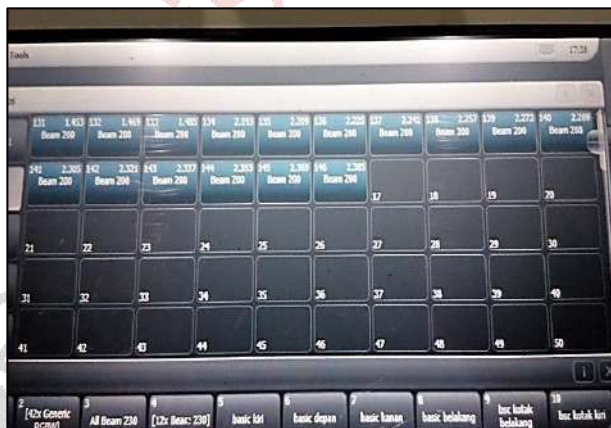 Tools 17:28
131 1.453 132 1.469 133 1.485 134 2.193 135 2.209 136 2.225 137 2.241 138 2.257 139 2.273 140 2.289
Beam 200 Beam 200 Beam 200 Beam 200 Beam 200 Beam 200 Beam 200 Beam 200 Beam 200 Beam 200
141 2.305 142 2.321 143 2.337 144 2.353 145 2.369 146 2.385
Beam 200 Beam 200 Beam 200 Beam 200 Beam 200 Beam 200
17 18 19 20
21 22 23 24 25 26 27 28 29 30
31 32 33 34 35 36 37 38 39 40
41 42 43 44 45 46 47 48 49 50
2 3 4 5 6 7 8 9 10
[42x Generic All Beam 230 [12x Beam 230] basic kiri basic depan basic kanan basic belakang bsc kotak bsc kotak kiri
RGBW] belakang